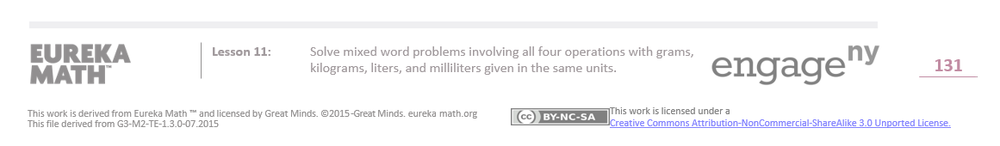 EUREKA
MATH™
Lesson 11:
Solve mixed word problems involving all four operations with grams,
kilograms, liters, and milliliters given in the same units.
engage ny
131
This work is derived from Eureka Math ™ and licensed by Great Minds. ©2015-Great Minds. eureka math.org
This file derived from G3-M2-TE-1.3.0-07.2015
cc BY-NC-SA
This work is licensed under a
Creative Commons Attribution-NonCommercial-ShareAlike 3.0 Unported License.